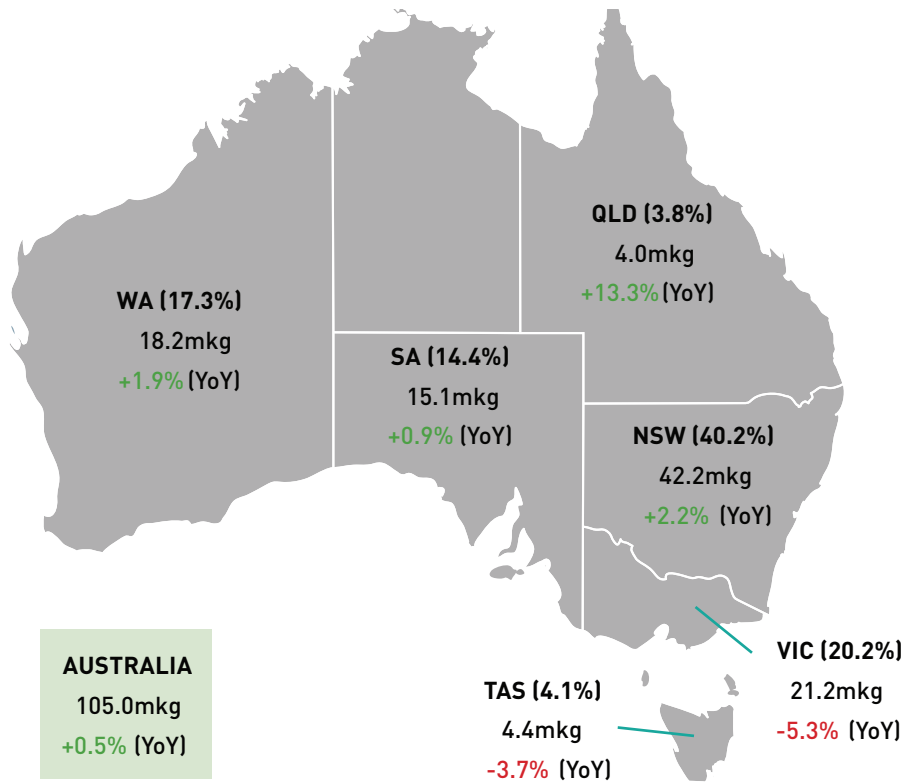 QLD (3.8%)
4.0mkg
+13.3% (YoY)
WA (17.3%)
18.2mkg
+1.9% (YoY)
SA (14.4%)
15.1mkg
+0.9% (YoY)
NSW (40.2%)
42.2mkg
+2.2% (YoY)
VIC (20.2%)
21.2mkg
-5.3% (YoY)
TAS (4.1%)
4.4mkg
-3.7% (YoY)
AUSTRALIA
105.0mkg
+0.5% (YoY)